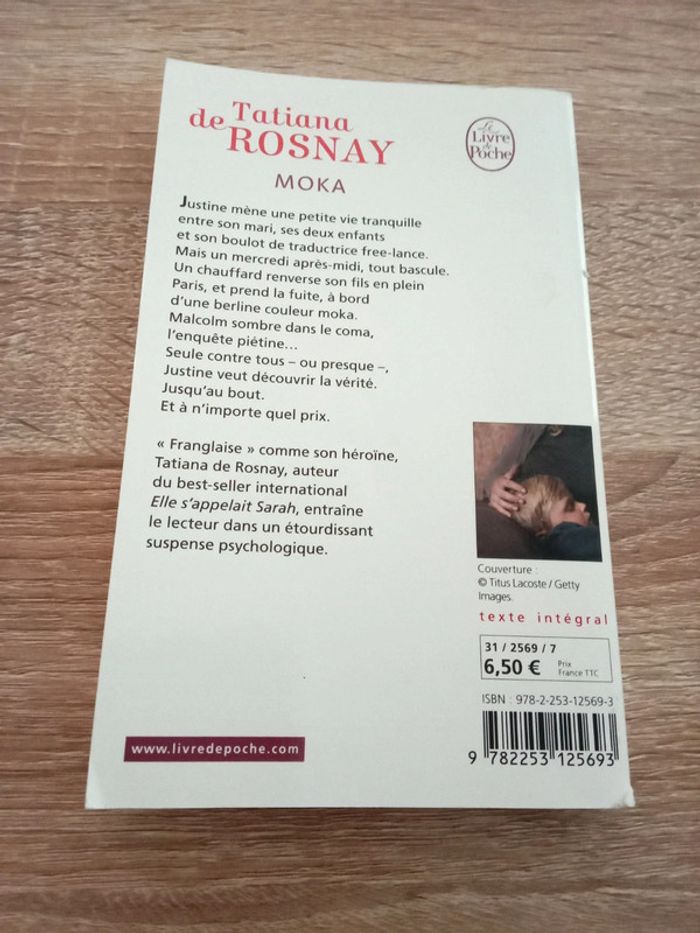 Tatiana
de ROSNAY
Le
Livre
de
Poche
MOKA
Justine mène une petite vie tranquille
entre son mari, ses deux enfants
et son boulot de traductrice free-lance.
Mais un mercredi après-midi, tout bascule.
Un chauffard renverse son fils en plein
Paris, et prend la fuite, à bord
d’une berline couleur moka.
Malcolm sombre dans le coma,
l’enquête piétine…
Seule contre tous – ou presque –,
Justine veut découvrir la vérité.
Jusqu’au bout.
Et à n’importe quel prix.
« Franglaise » comme son héroïne,
Tatiana de Rosnay, auteur
du best-seller international
Elle s’appelait Sarah, entraîne
le lecteur dans un étourdissant
suspense psychologique.
Couverture :
© Titus Lacoste / Getty
Images.
texte intégral
31 / 2569 / 7
6,50 € Prix
France TTC
ISBN : 978-2-253-12569-3
9 782253 125693
www.livredepoche.com